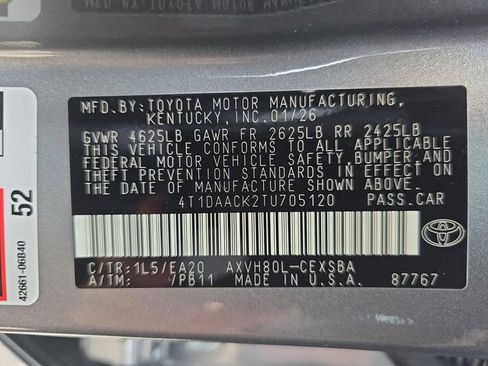 MFD.BY:TOYOTA MOTOR MANUFACTURING,
KENTUCKY, INC.01/26
GVWR 4625LB GAWR FR 2625LB RR 2425LB
THIS VEHICLE CONFORMS TO ALL APPLICABLE
FEDERAL MOTOR VEHICLE SAFETY,BUMPER,AND
THEFT PREVENTION STANDARDS IN EFFECT ON
THE DATE OF MANUFACTURE SHOWN ABOVE.
4T1DAACK2TU705120 PASS.CAR
C/TR:1L5/EA20 AXVH80L-CEXSBA
A/TM: /PB11 MADE IN U.S.A. 87767
TOYOTA
52
42661-06B40